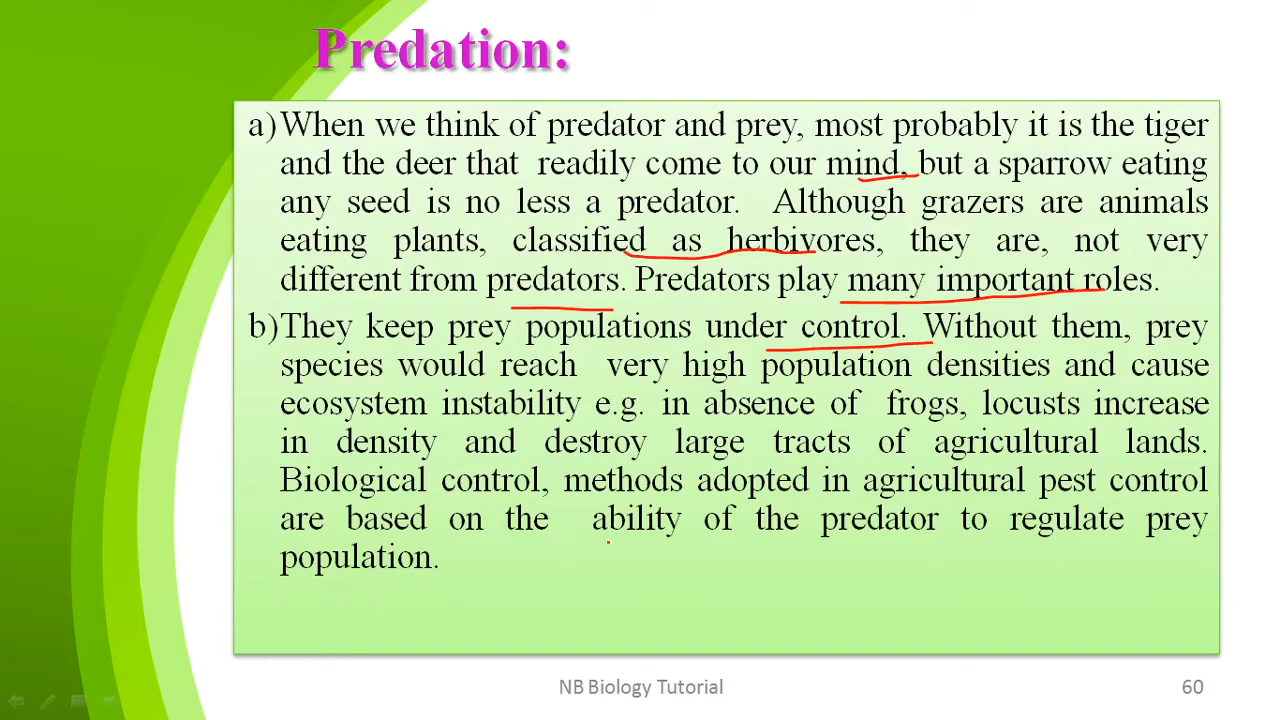 Predation:
a)When we think of predator and prey, most probably it is the tiger
and the deer that readily come to our mind, but a sparrow eating
any seed is no less a predator. Although grazers are animals
eating plants, classified as herbivores, they are, not very
different from predators. Predators play many important roles.
b)They keep prey populations under control. Without them, prey
species would reach very high population densities and cause
ecosystem instability e.g. in absence of frogs, locusts increase
in density and destroy large tracts of agricultural lands.
Biological control, methods adopted in agricultural pest control
are based on the ability of the predator to regulate prey
population.
NB Biology Tutorial
60